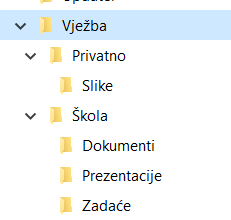 Vježba
Privatno
Slike
Škola
Dokumenti
Prezentacije
Zadaće